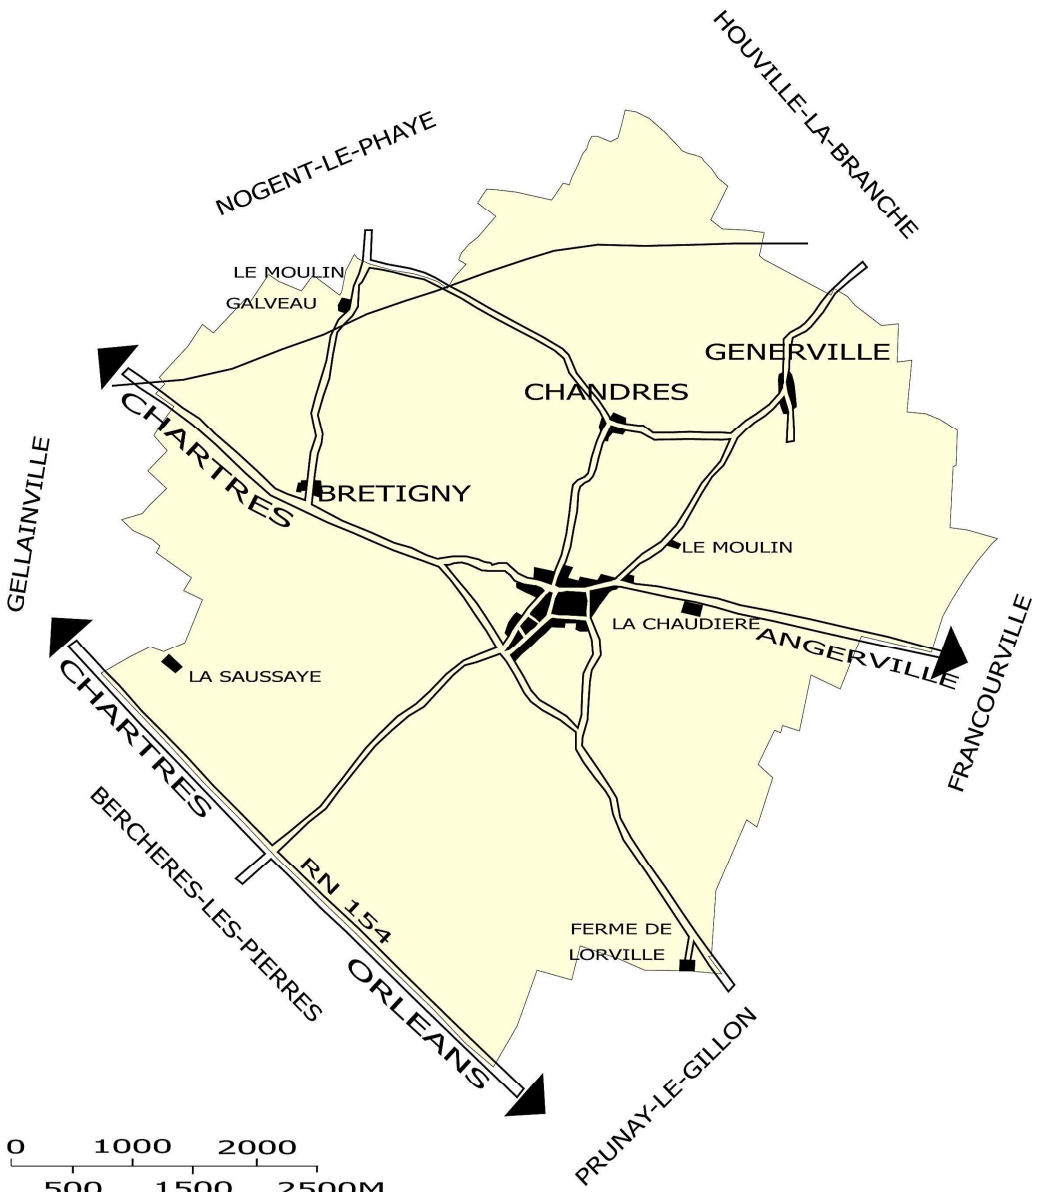 HOUVILLE-LA-BRANCHE
NOGENT-LE-PHAYE
LE MOULIN
GALVEAU
GENERVILLE
CHANDRES
CHARTRES
GELLAINVILLE
BRETIGNY
LE MOULIN
LA CHAUDIERE
ANGERVILLE
FRANCOURVILLE
LA SAUSSAYE
CHARTRES
BERCHERES-LES-PIERRES
RN 154
ORLEANS
FERME DE
LORVILLE
PRUNAY-LE-GILLON
0 1000 2000
500 1500 2500M